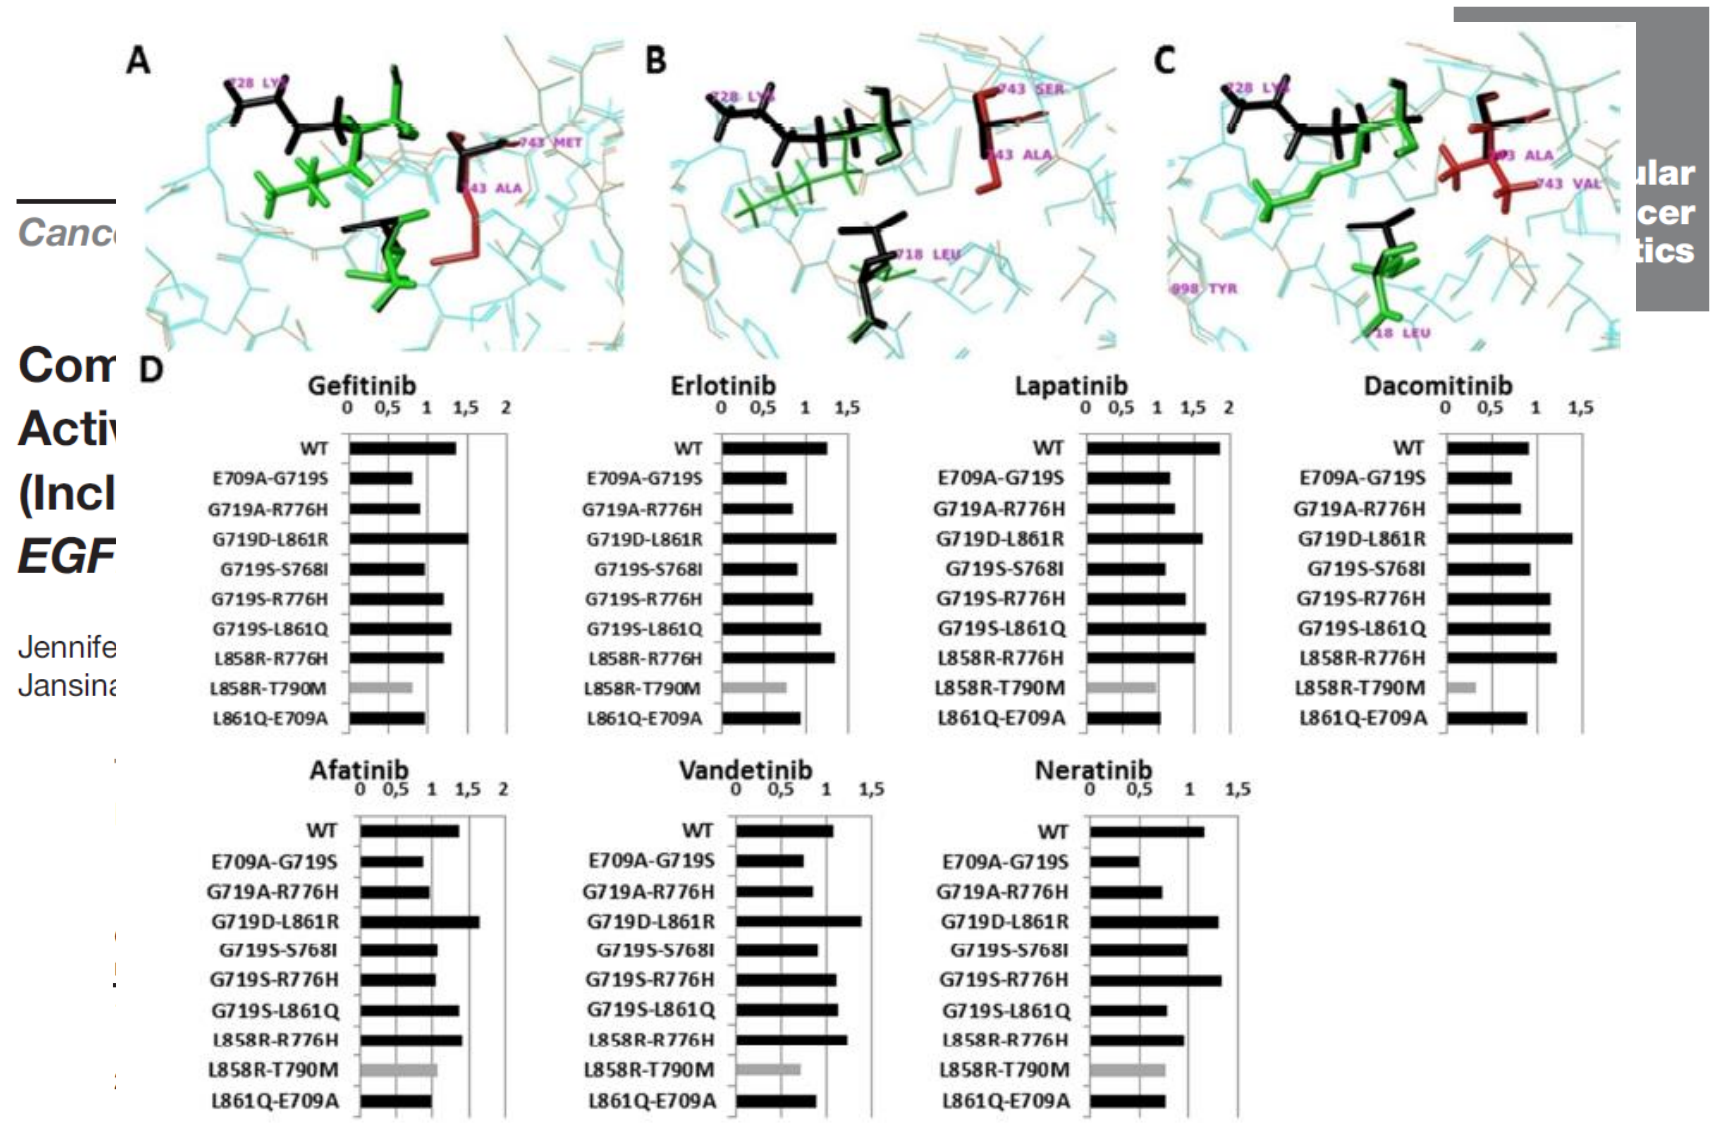 A
B
C
728 LYS
743 MET
743 ALA
728 LYS
743 SER
743 ALA
718 LEU
728 LYS
743 ALA
743 VAL
998 TYR
718 LEU
ular
cer
tics
Canc
Com
Activ
(Incl
EGF
Jennife
Jansina
D
Gefitinib
0 0,5 1 1,5 2
WT
E709A-G719S
G719A-R776H
G719D-L861R
G719S-S768I
G719S-R776H
G719S-L861Q
L858R-R776H
L858R-T790M
L861Q-E709A
Erlotinib
0 0,5 1 1,5
WT
E709A-G719S
G719A-R776H
G719D-L861R
G719S-S768I
G719S-R776H
G719S-L861Q
L858R-R776H
L858R-T790M
L861Q-E709A
Lapatinib
0 0,5 1 1,5 2
WT
E709A-G719S
G719A-R776H
G719D-L861R
G719S-S768I
G719S-R776H
G719S-L861Q
L858R-R776H
L858R-T790M
L861Q-E709A
Dacomitinib
0 0,5 1 1,5
WT
E709A-G719S
G719A-R776H
G719D-L861R
G719S-S768I
G719S-R776H
G719S-L861Q
L858R-R776H
L858R-T790M
L861Q-E709A
Afatinib
0 0,5 1 1,5 2
WT
E709A-G719S
G719A-R776H
G719D-L861R
G719S-S768I
G719S-R776H
G719S-L861Q
L858R-R776H
L858R-T790M
L861Q-E709A
Vandetinib
0 0,5 1 1,5
WT
E709A-G719S
G719A-R776H
G719D-L861R
G719S-S768I
G719S-R776H
G719S-L861Q
L858R-R776H
L858R-T790M
L861Q-E709A
Neratinib
0 0,5 1 1,5
WT
E709A-G719S
G719A-R776H
G719D-L861R
G719S-S768I
G719S-R776H
G719S-L861Q
L858R-R776H
L858R-T790M
L861Q-E709A